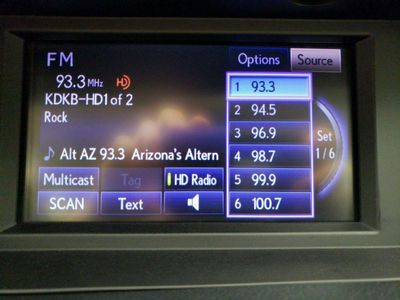 FM
Options
Source
93.3 MHz HD
KDKB-HD1 of 2
Rock
Alt AZ 93.3 Arizona's Altern
Multicast
Tag
HD Radio
SCAN
Text
1 93.3
2 94.5
3 96.9
4 98.7
5 99.9
6 100.7
Set
1/6